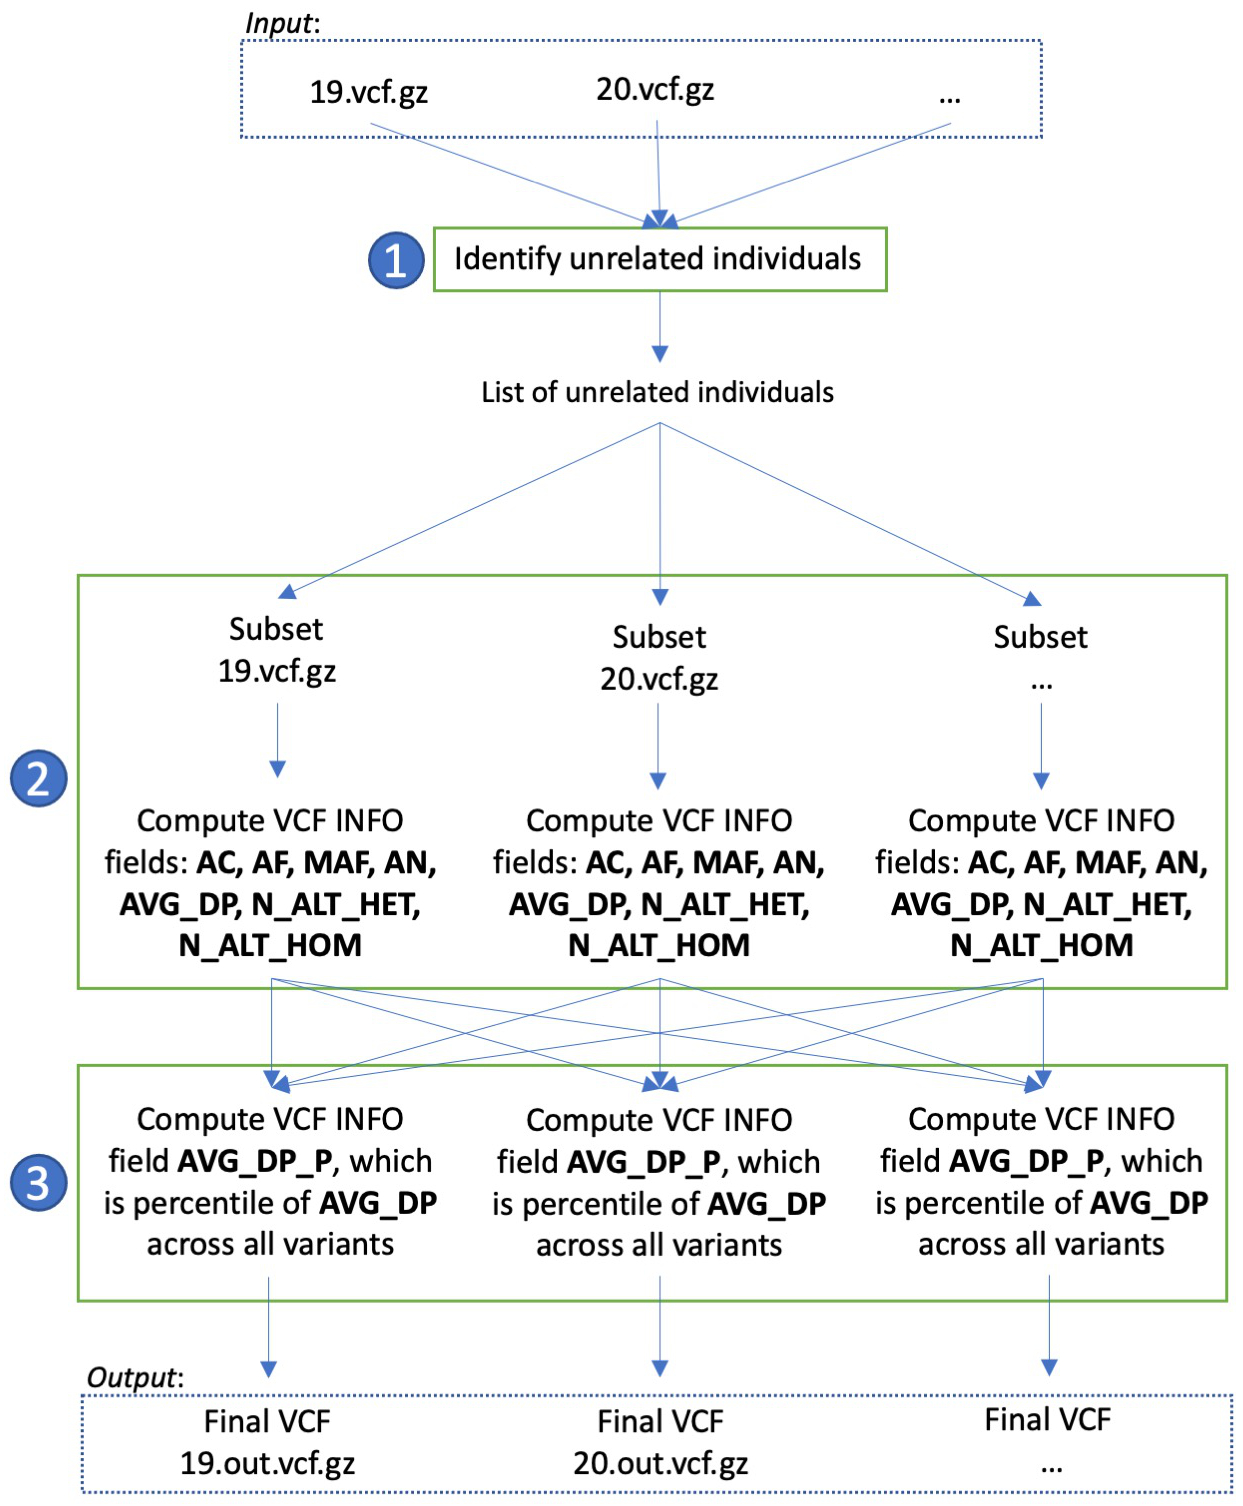 Input:
19.vcf.gz
20.vcf.gz
...
1
Identify unrelated individuals
List of unrelated individuals
2
Subset
19.vcf.gz
Subset
20.vcf.gz
Subset
...
Compute VCF INFO
fields: AC, AF, MAF, AN,
AVG_DP, N_ALT_HET,
N_ALT_HOM
Compute VCF INFO
fields: AC, AF, MAF, AN,
AVG_DP, N_ALT_HET,
N_ALT_HOM
Compute VCF INFO
fields: AC, AF, MAF, AN,
AVG_DP, N_ALT_HET,
N_ALT_HOM
3
Compute VCF INFO
field AVG_DP_P, which
is percentile of AVG_DP
across all variants
Compute VCF INFO
field AVG_DP_P, which
is percentile of AVG_DP
across all variants
Compute VCF INFO
field AVG_DP_P, which
is percentile of AVG_DP
across all variants
Output:
Final VCF
19.out.vcf.gz
Final VCF
20.out.vcf.gz
Final VCF
...